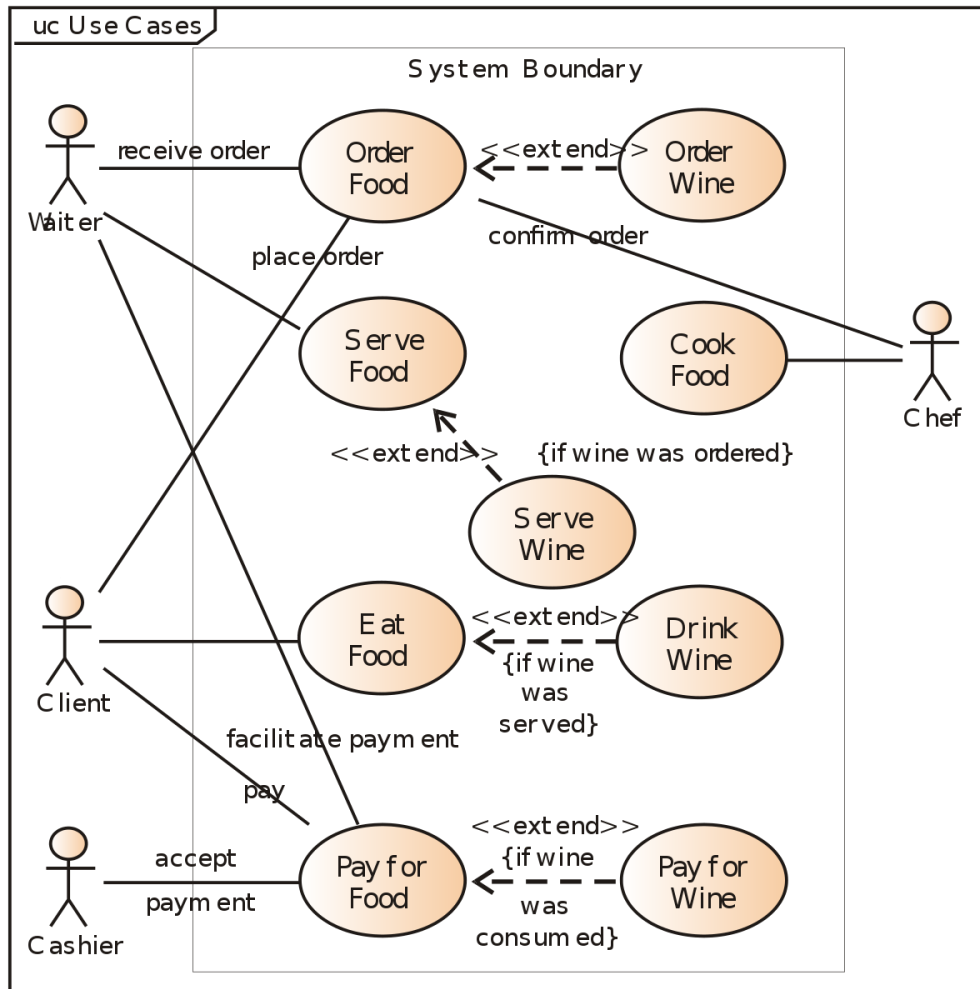 uc Use Cases
System Boundary
receive order
Order
Food
<<extend>>
Order
Wine
Waiter
place order
confirm order
Serve
Food
Cook
Food
Chef
<<extend>>
{if wine was ordered}
Serve
Wine
Client
Eat
Food
<<extend>>
{if wine
was
served}
Drink
Wine
facilitate payment
pay
Cashier
accept
payment
Pay for
Food
<<extend>>
{if wine
was
consumed}
Pay for
Wine